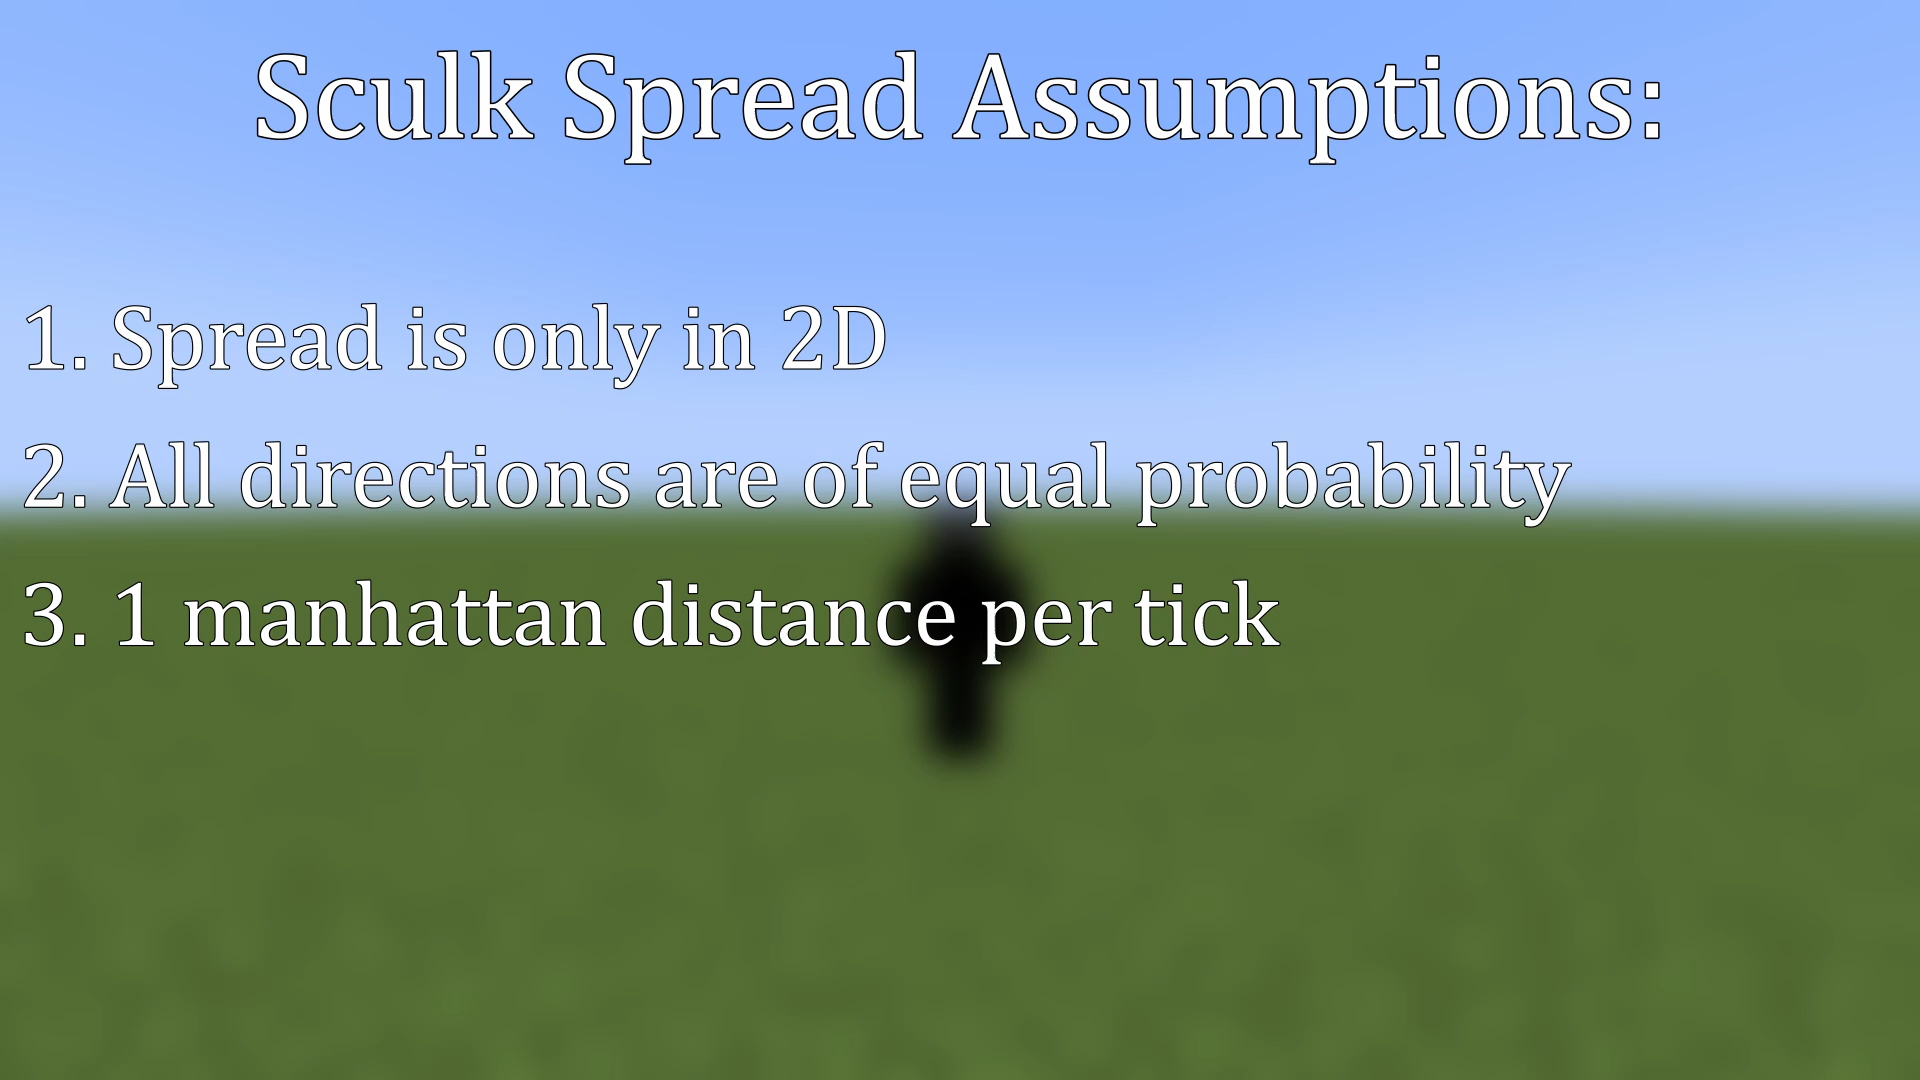 Sculk Spread Assumptions:
1. Spread is only in 2D
2. All directions are of equal probability
3. 1 manhattan distance per tick